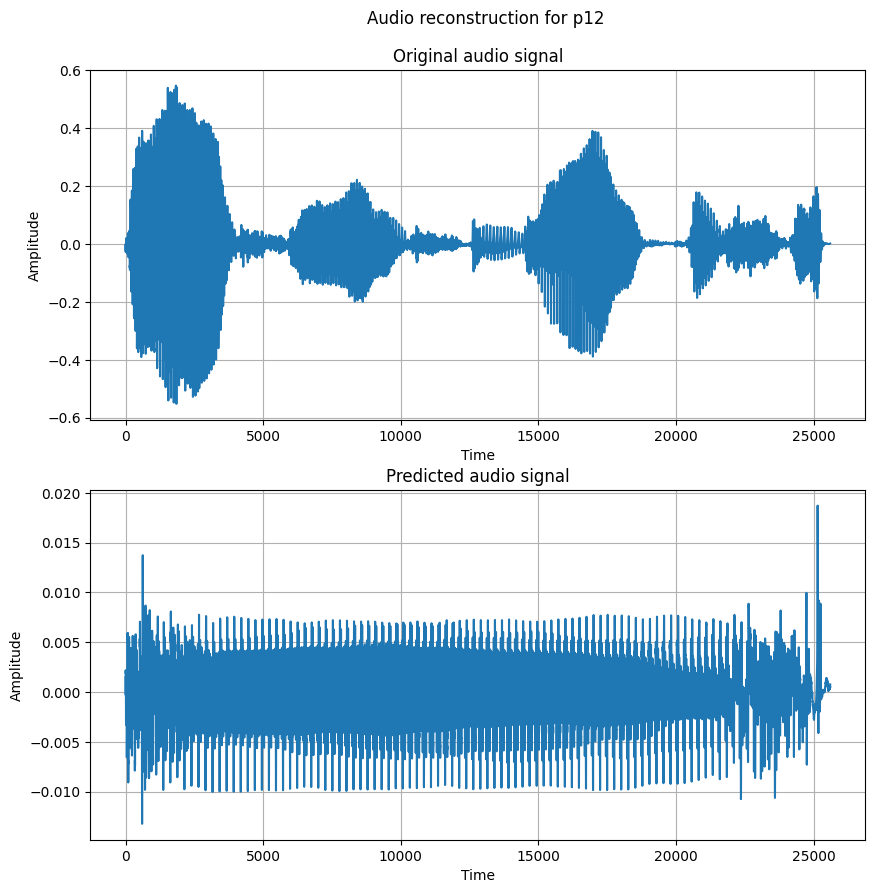 Audio reconstruction for p12
Original audio signal
0.6
0.4
0.2
0.0
−0.2
−0.4
−0.6
Amplitude
0 5000 10000 15000 20000 25000
Time
Predicted audio signal
0.020
0.015
0.010
0.005
0.000
−0.005
−0.010
Amplitude
0 5000 10000 15000 20000 25000
Time